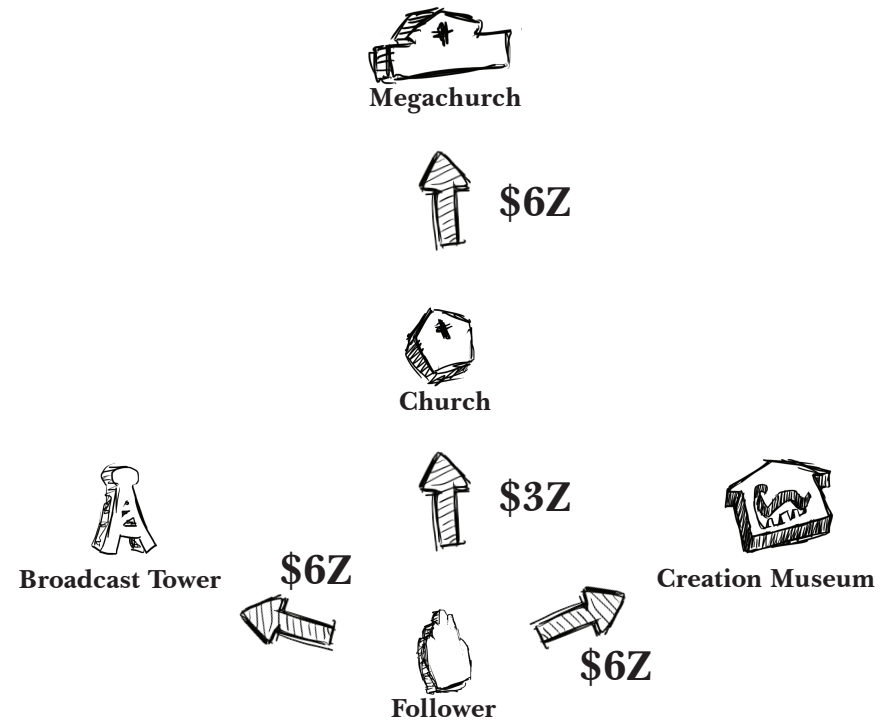 Megachurch
$6Z
Church
$3Z
Broadcast Tower
$6Z
Creation Museum
$6Z
Follower